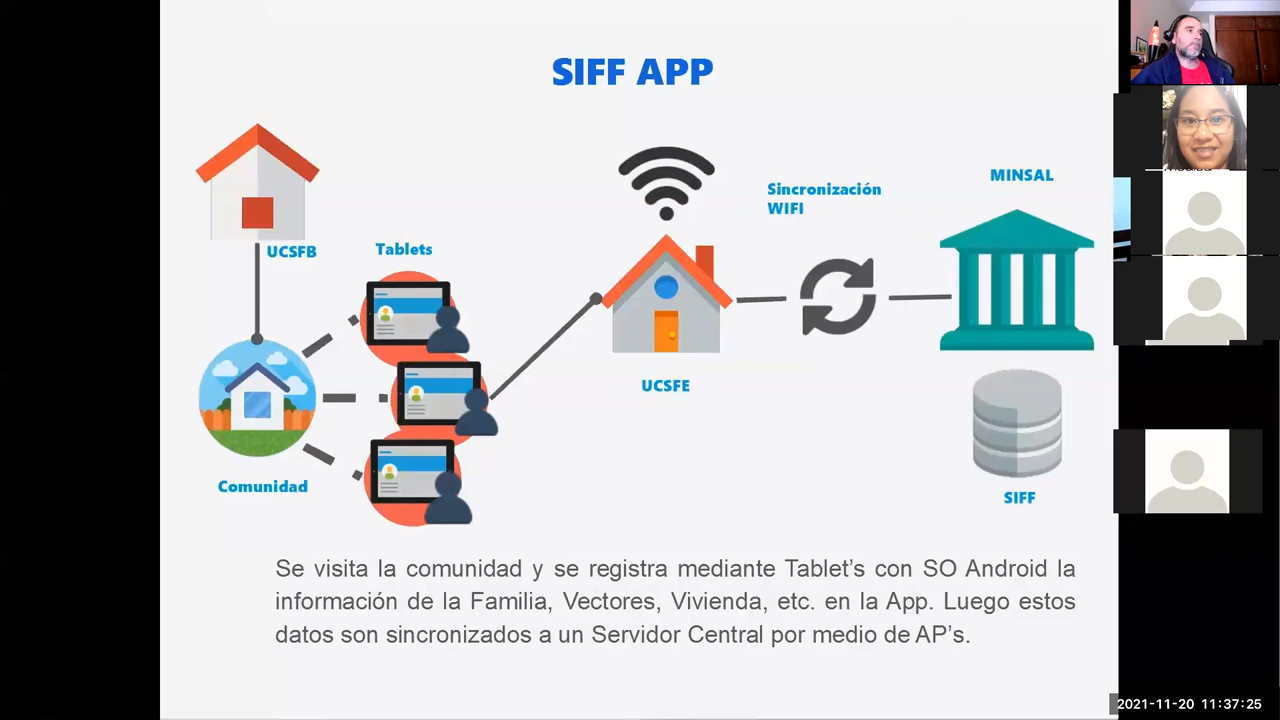 SIFF APP
UCSFB
Tablets
Comunidad
UCSFE
Sincronización
WIFI
MINSAL
SIFF
Se visita la comunidad y se registra mediante Tablet’s con SO Android la
información de la Familia, Vectores, Vivienda, etc. en la App. Luego estos
datos son sincronizados a un Servidor Central por medio de AP’s.
2021-11-20 11:37:25